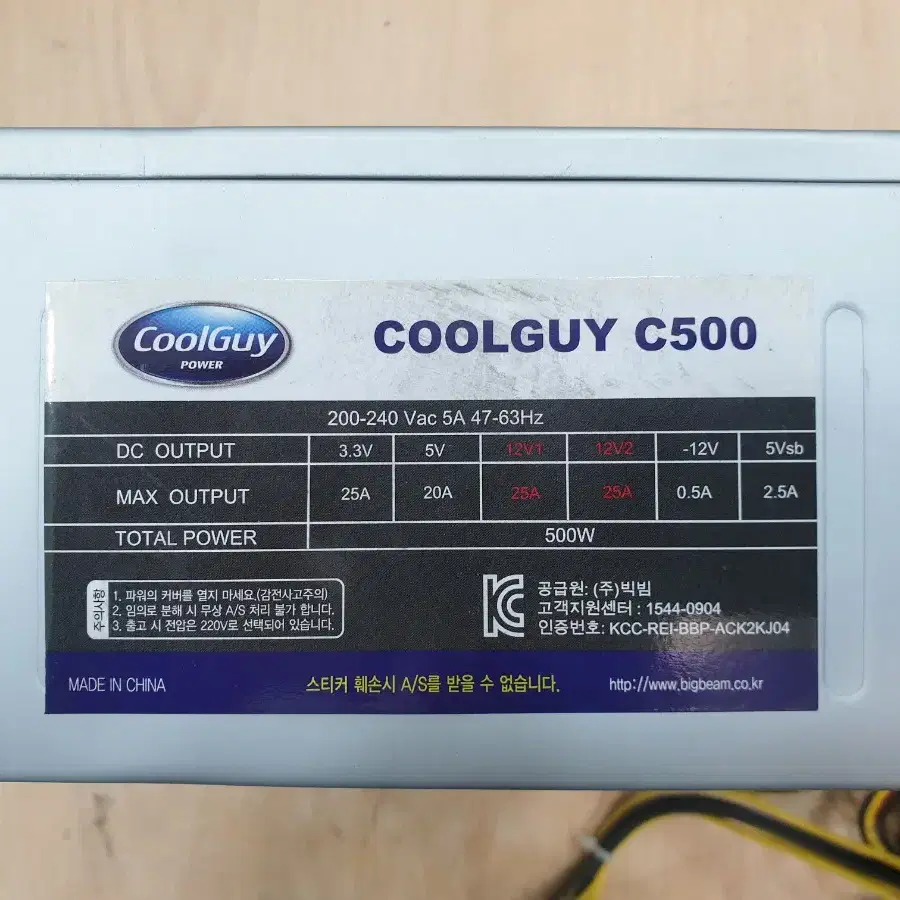 CoolGuy
POWER
COOLGUY C500
200-240 Vac 5A 47-63Hz
DC OUTPUT 3.3V 5V 12V1 12V2 -12V 5Vsb
MAX OUTPUT 25A 20A 25A 25A 0.5A 2.5A
TOTAL POWER 500W
주의사항
1. 파워의 커버를 열지 마세요.(감전사고주의)
2. 임의로 분해 시 무상 A/S 처리 불가 합니다.
3. 출고 시 전압은 220V로 선택되어 있습니다.
공급원: (주)빅빔
고객지원센터 : 1544-0904
인증번호: KCC-REI-BBP-ACK2KJ04
MADE IN CHINA
스티커 훼손시 A/S를 받을 수 없습니다.
http://www.bigbeam.co.kr